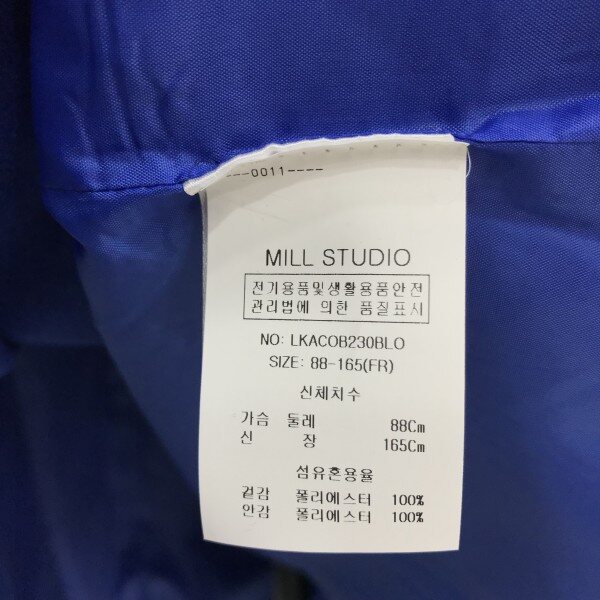 ---0011----
MILL STUDIO
전기용품및생활용품안전
관리법에 의한 품질표시
NO: LKACOB230BLO
SIZE: 88-165(FR)
신체치수
가슴 둘레 88Cm
신 장 165Cm
섬유혼용율
겉감 폴리에스터 100%
안감 폴리에스터 100%